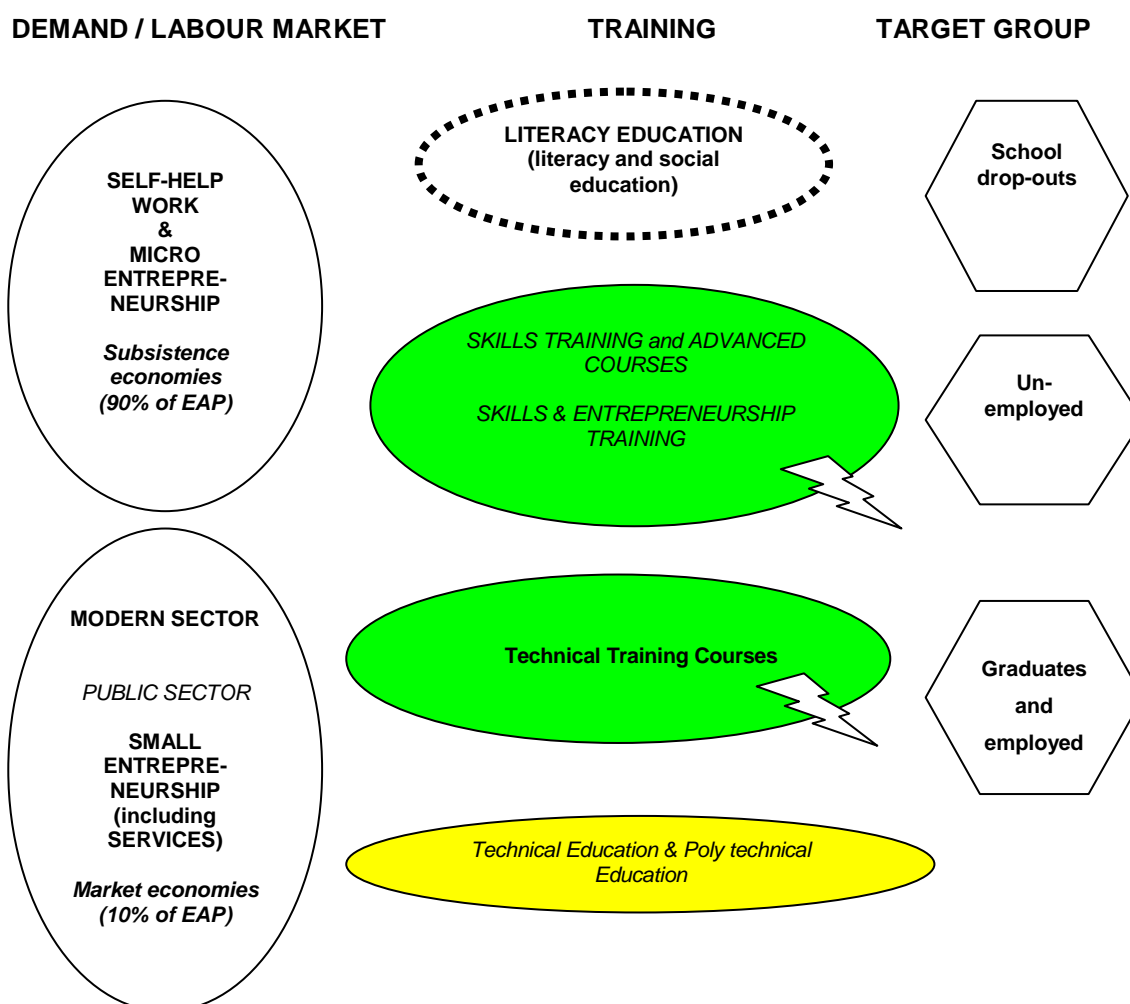 DEMAND / LABOUR MARKET
TRAINING
TARGET GROUP
SELF-HELP
WORK
&
MICRO
ENTREPRE-
NEURSHIP
Subsistence
economies
(90% of EAP)
MODERN SECTOR
PUBLIC SECTOR
SMALL
ENTREPRE-
NEURSHIP
(including
SERVICES)
Market economies
(10% of EAP)
LITERACY EDUCATION
(literacy and social
education)
SKILLS TRAINING and ADVANCED
COURSES
SKILLS & ENTREPRENEURSHIP
TRAINING
Technical Training Courses
Technical Education & Poly technical
Education
School
drop-outs
Un-
employed
Graduates
and
employed